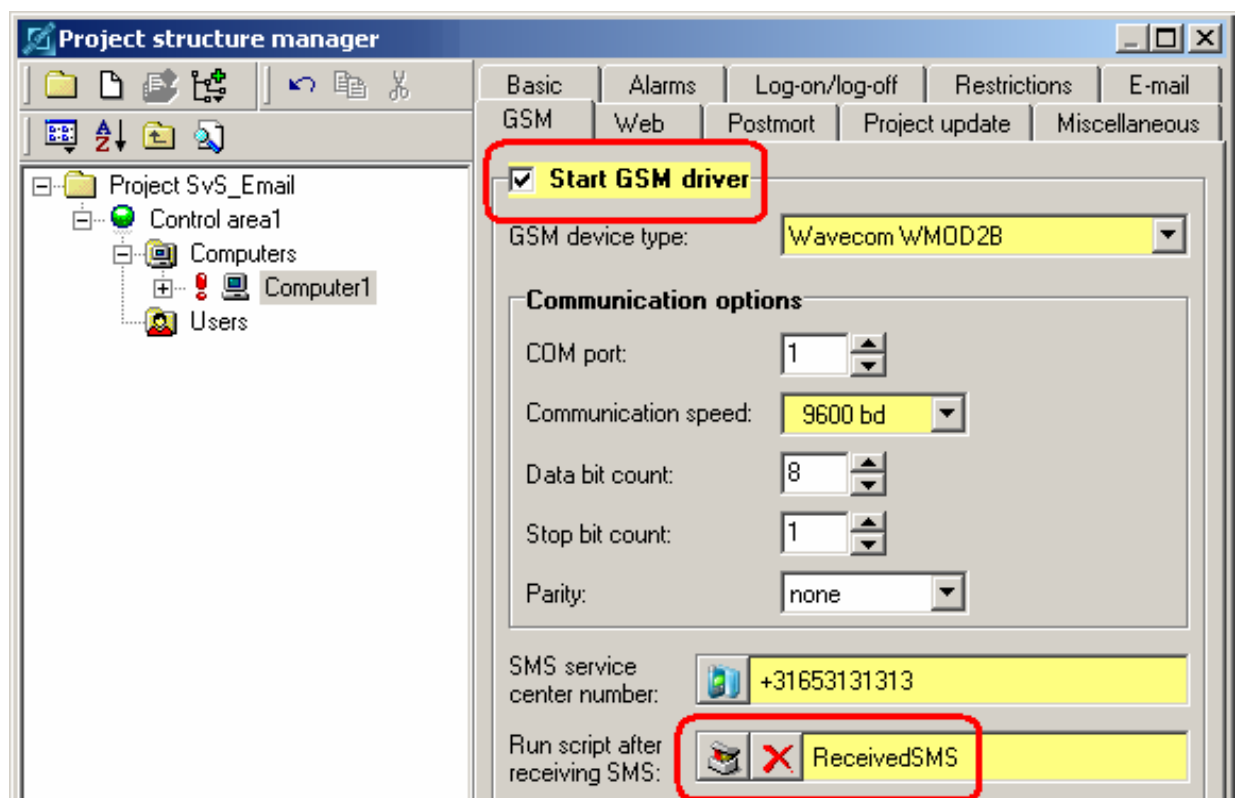 Project structure manager
Basic
Alarms
Log-on/log-off
Restrictions
E-mail
GSM
Web
Postmort
Project update
Miscellaneous
Project SvS_Email
Control area1
Computers
Computer1
Users
Start GSM driver
GSM device type:
Wavecom WMOD2B
Communication options
COM port:
1
Communication speed:
9600 bd
Data bit count:
8
Stop bit count:
1
Parity:
none
SMS service
center number:
+31653131313
Run script after
receiving SMS:
ReceivedSMS